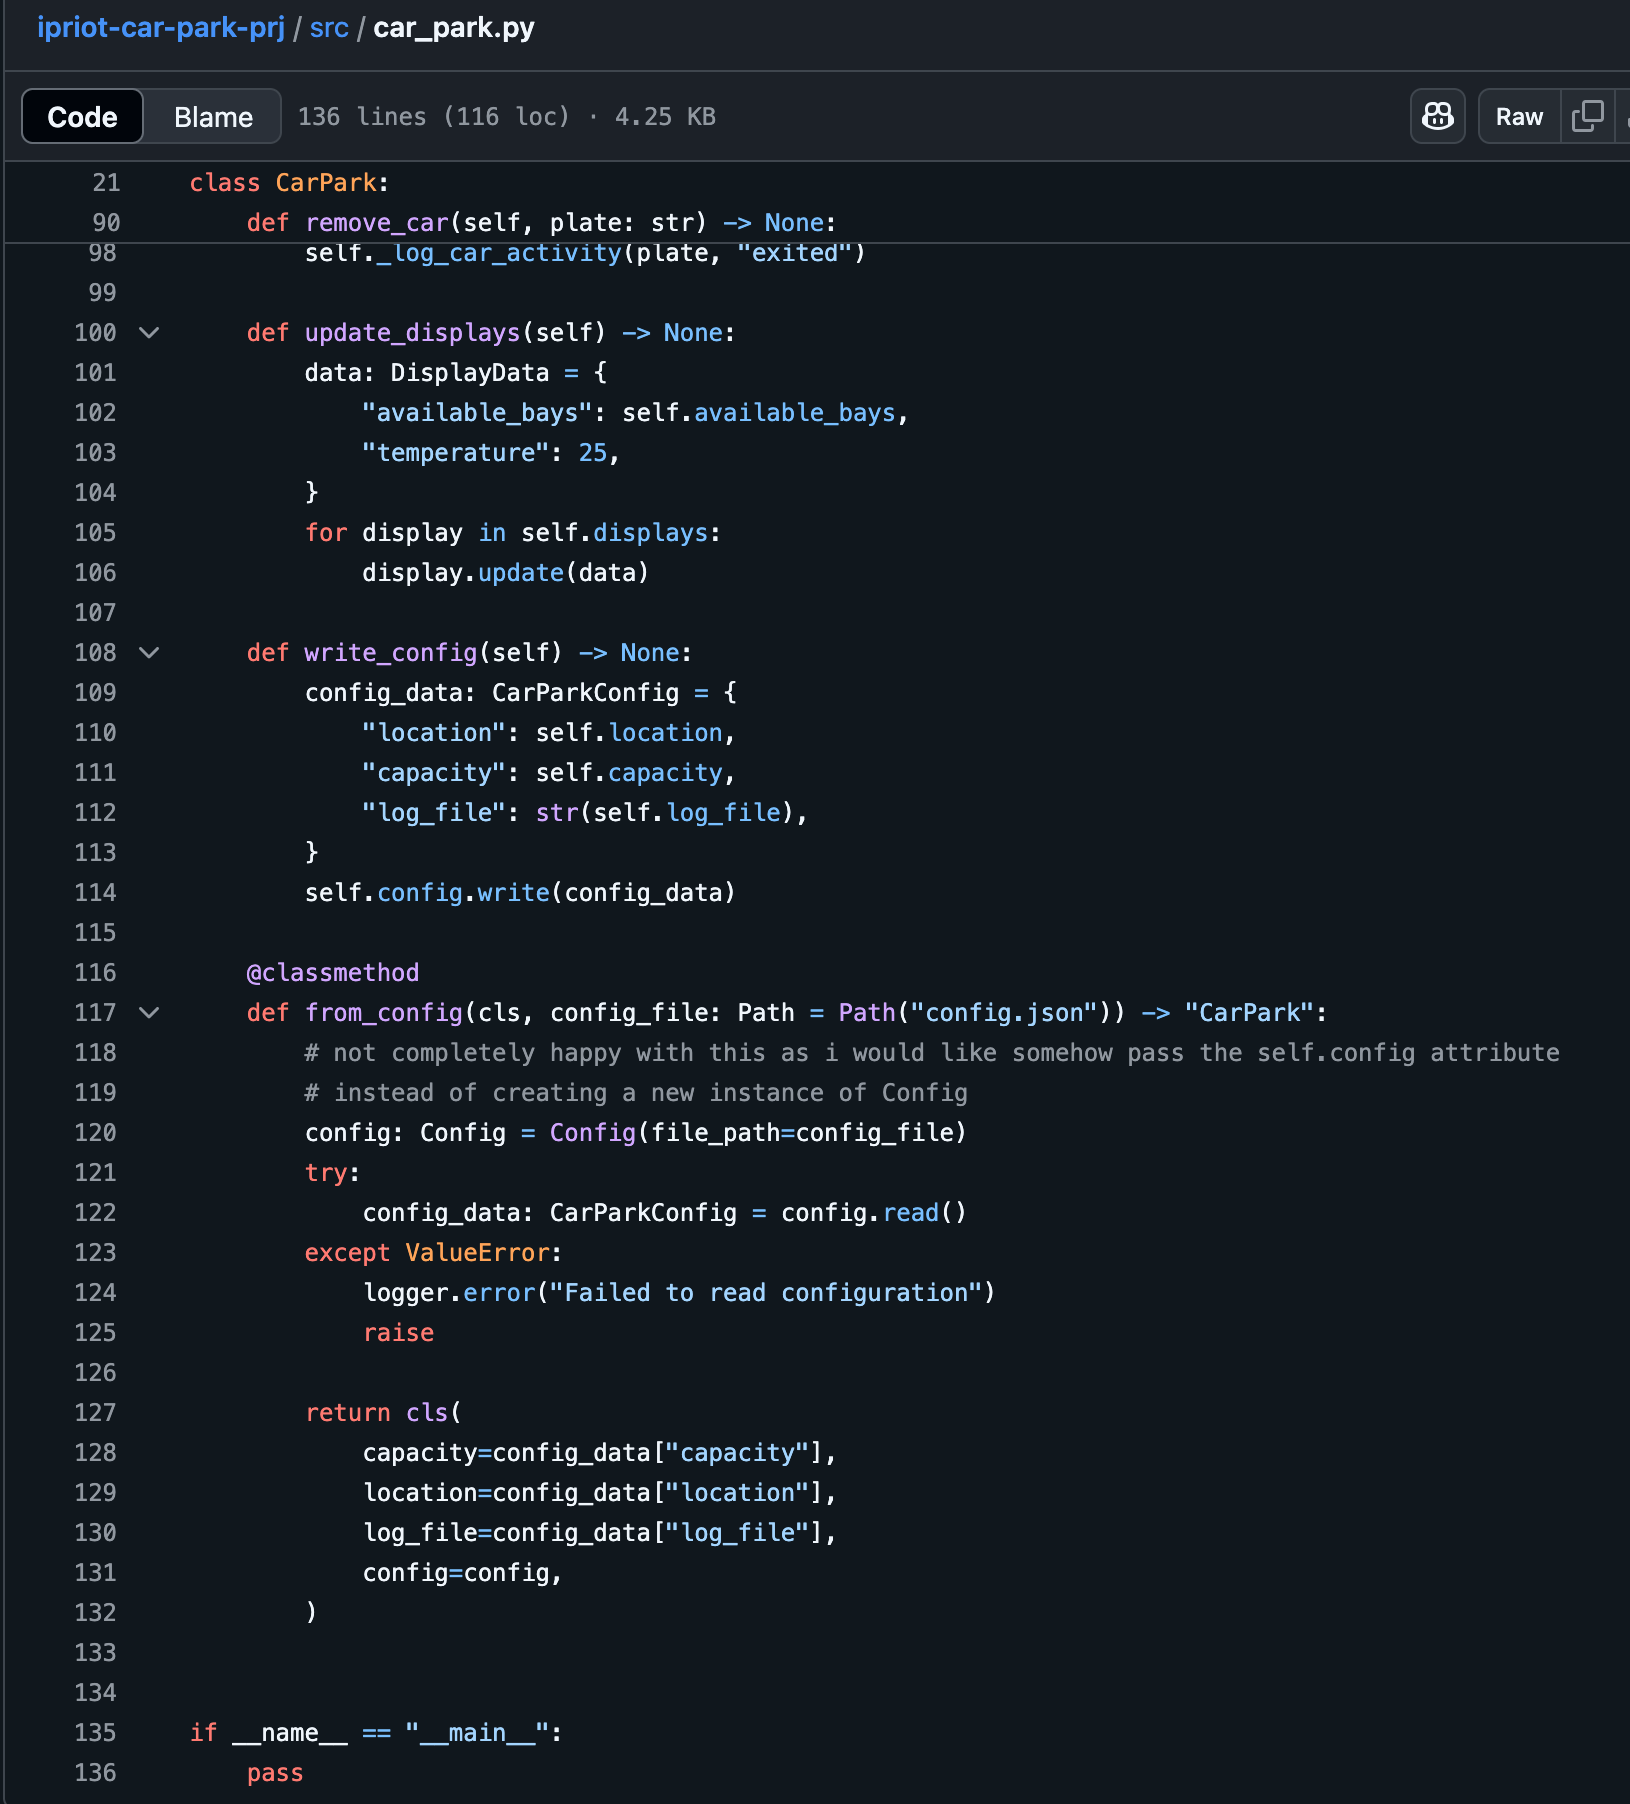 ipriot-car-park-prj / src / car_park.py
Code Blame 136 lines (116 loc) · 4.25 KB Raw
21 class CarPark:
90     def remove_car(self, plate: str) -> None:
98         self._log_car_activity(plate, "exited")
99
100     def update_displays(self) -> None:
101         data: DisplayData = {
102             "available_bays": self.available_bays,
103             "temperature": 25,
104         }
105         for display in self.displays:
106             display.update(data)
107
108     def write_config(self) -> None:
109         config_data: CarParkConfig = {
110             "location": self.location,
111             "capacity": self.capacity,
112             "log_file": str(self.log_file),
113         }
114         self.config.write(config_data)
115
116     @classmethod
117     def from_config(cls, config_file: Path = Path("config.json")) -> "CarPark":
118         # not completely happy with this as i would like somehow pass the self.config attribute
119         # instead of creating a new instance of Config
120         config: Config = Config(file_path=config_file)
121         try:
122             config_data: CarParkConfig = config.read()
123         except ValueError:
124             logger.error("Failed to read configuration")
125             raise
126
127         return cls(
128             capacity=config_data["capacity"],
129             location=config_data["location"],
130             log_file=config_data["log_file"],
131             config=config,
132         )
133
134
135 if __name__ == "__main__":
136     pass